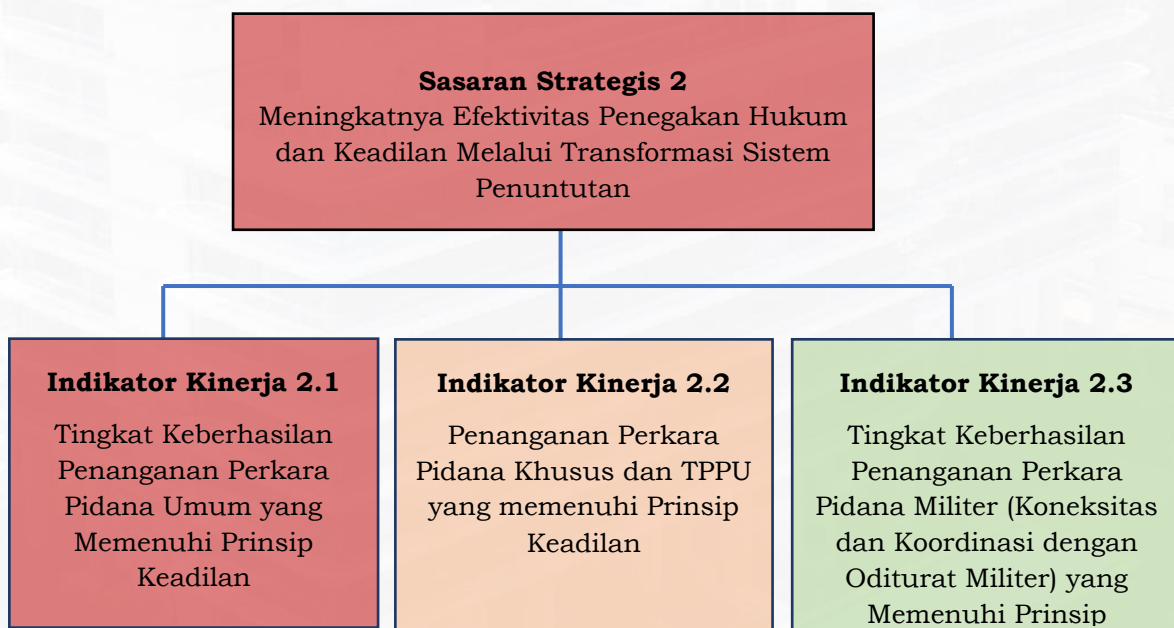 Sasaran Strategis 2
Meningkatnya Efektivitas Penegakan Hukum
dan Keadilan Melalui Transformasi Sistem
Penuntutan
Indikator Kinerja 2.1
Tingkat Keberhasilan
Penanganan Perkara
Pidana Umum yang
Memenuhi Prinsip
Keadilan
Indikator Kinerja 2.2
Penanganan Perkara
Pidana Khusus dan TPPU
yang memenuhi Prinsip
Keadilan
Indikator Kinerja 2.3
Tingkat Keberhasilan
Penanganan Perkara
Pidana Militer (Koneksitas
dan Koordinasi dengan
Oditurat Militer) yang
Memenuhi Prinsip